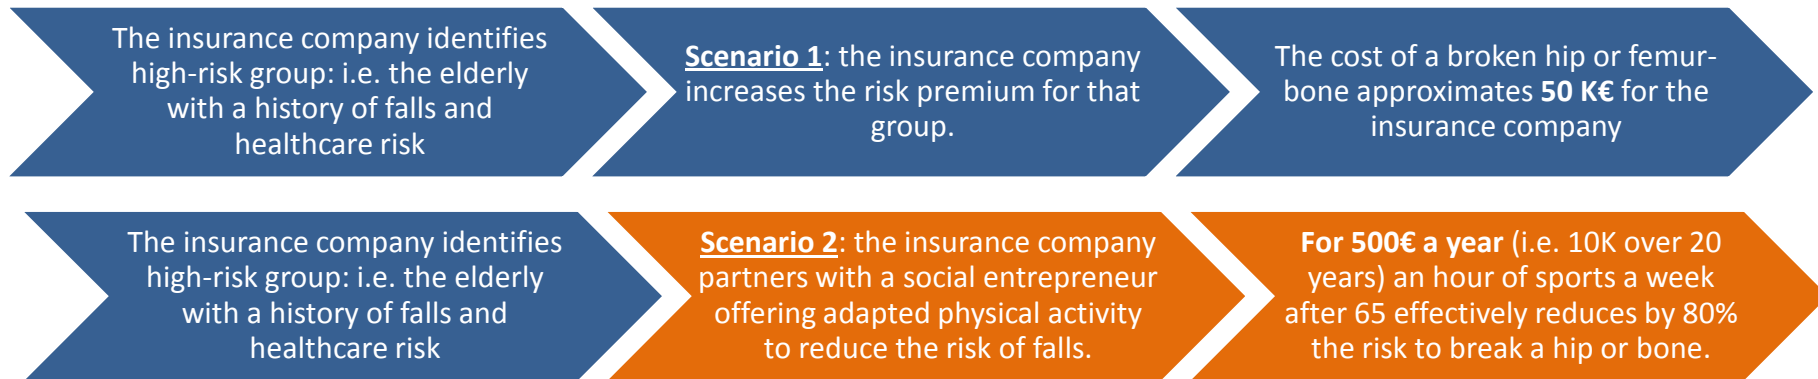 The insurance company identifies
high-risk group: i.e. the elderly
with a history of falls and
healthcare risk
Scenario 1: the insurance company
increases the risk premium for that
group.
The cost of a broken hip or femur-
bone approximates 50 K€ for the
insurance company
The insurance company identifies
high-risk group: i.e. the elderly
with a history of falls and
healthcare risk
Scenario 2: the insurance company
partners with a social entrepreneur
offering adapted physical activity
to reduce the risk of falls.
For 500€ a year (i.e. 10K over 20
years) an hour of sports a week
after 65 effectively reduces by 80%
the risk to break a hip or bone.